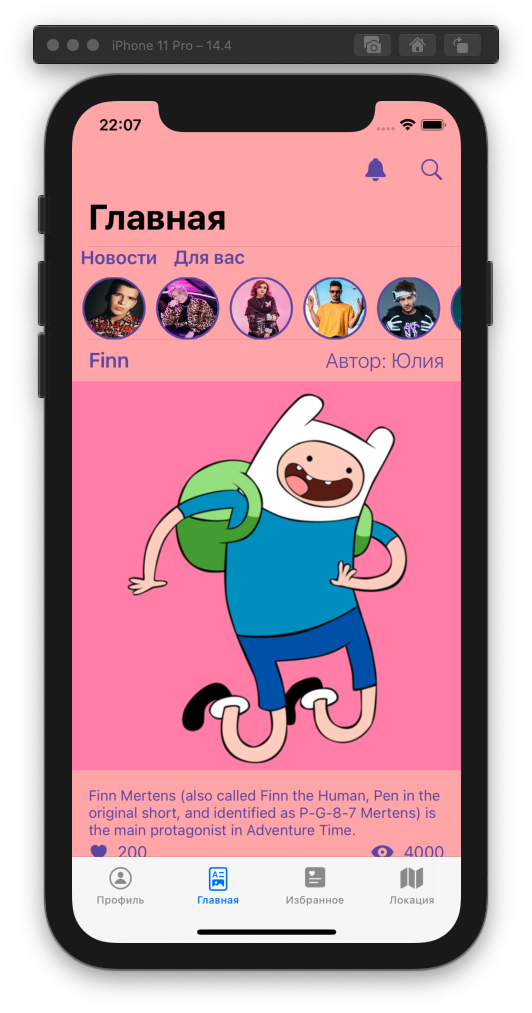 iPhone 11 Pro – 14.4
22:07
Главная
Новости Для вас
Finn Автор: Юлия
Finn Mertens (also called Finn the Human, Pen in the
original short, and identified as P-G-8-7 Mertens) is
the main protagonist in Adventure Time.
200 4000
Профиль Главная Избранное Локация